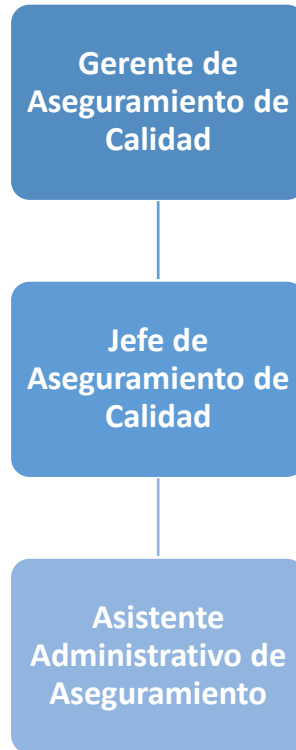 Gerente de
Aseguramiento de
Calidad
Jefe de
Aseguramiento de
Calidad
Asistente
Administrativo de
Aseguramiento